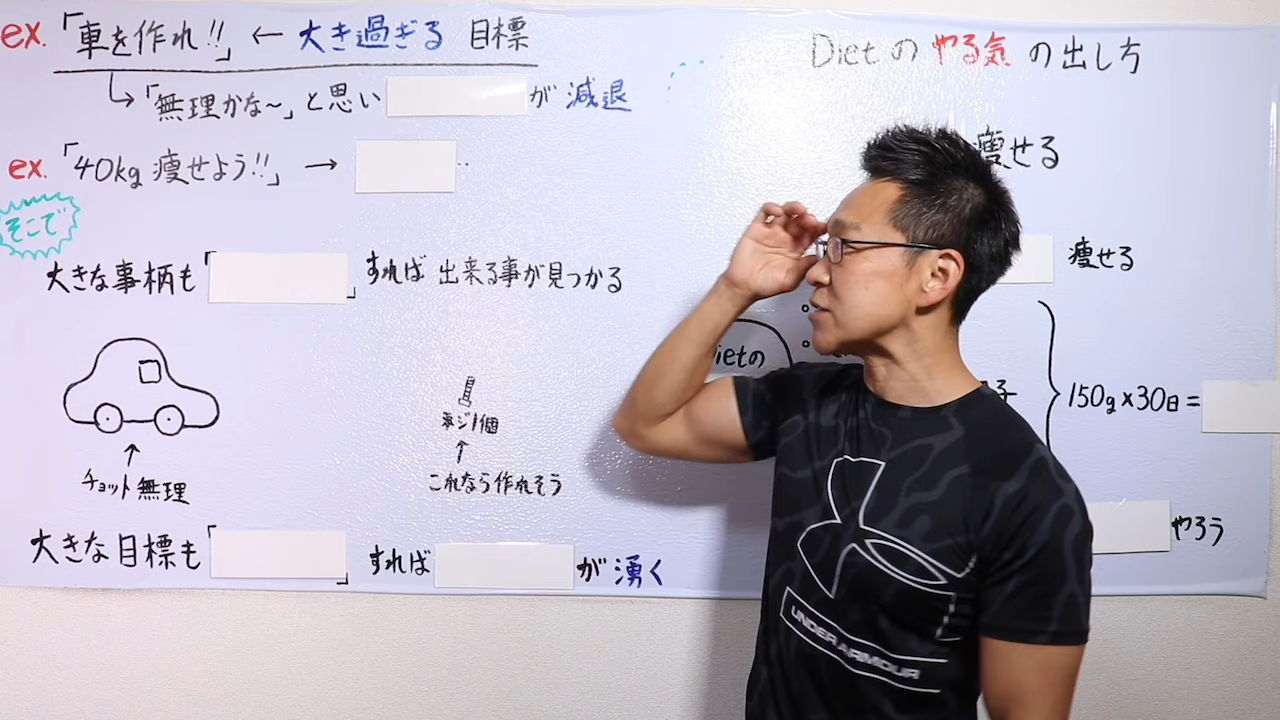 ex.「車を作れ!!」← 大き過ぎる 目標
↳「無理かな〜」と思い が 減退
ex.「40kg 痩せよう!!」→ ‥
そこで
大きな事柄も「 」すれば 出来る事が見つかる
ネジ1個
↑
これなら作れそう
↑
チョット無理
大きな目標も「 」すれば が 湧く
Dietの やる気 の出し方
痩せる
痩せる
ietの
150g×30日=
やろう
UNDER ARMOUR